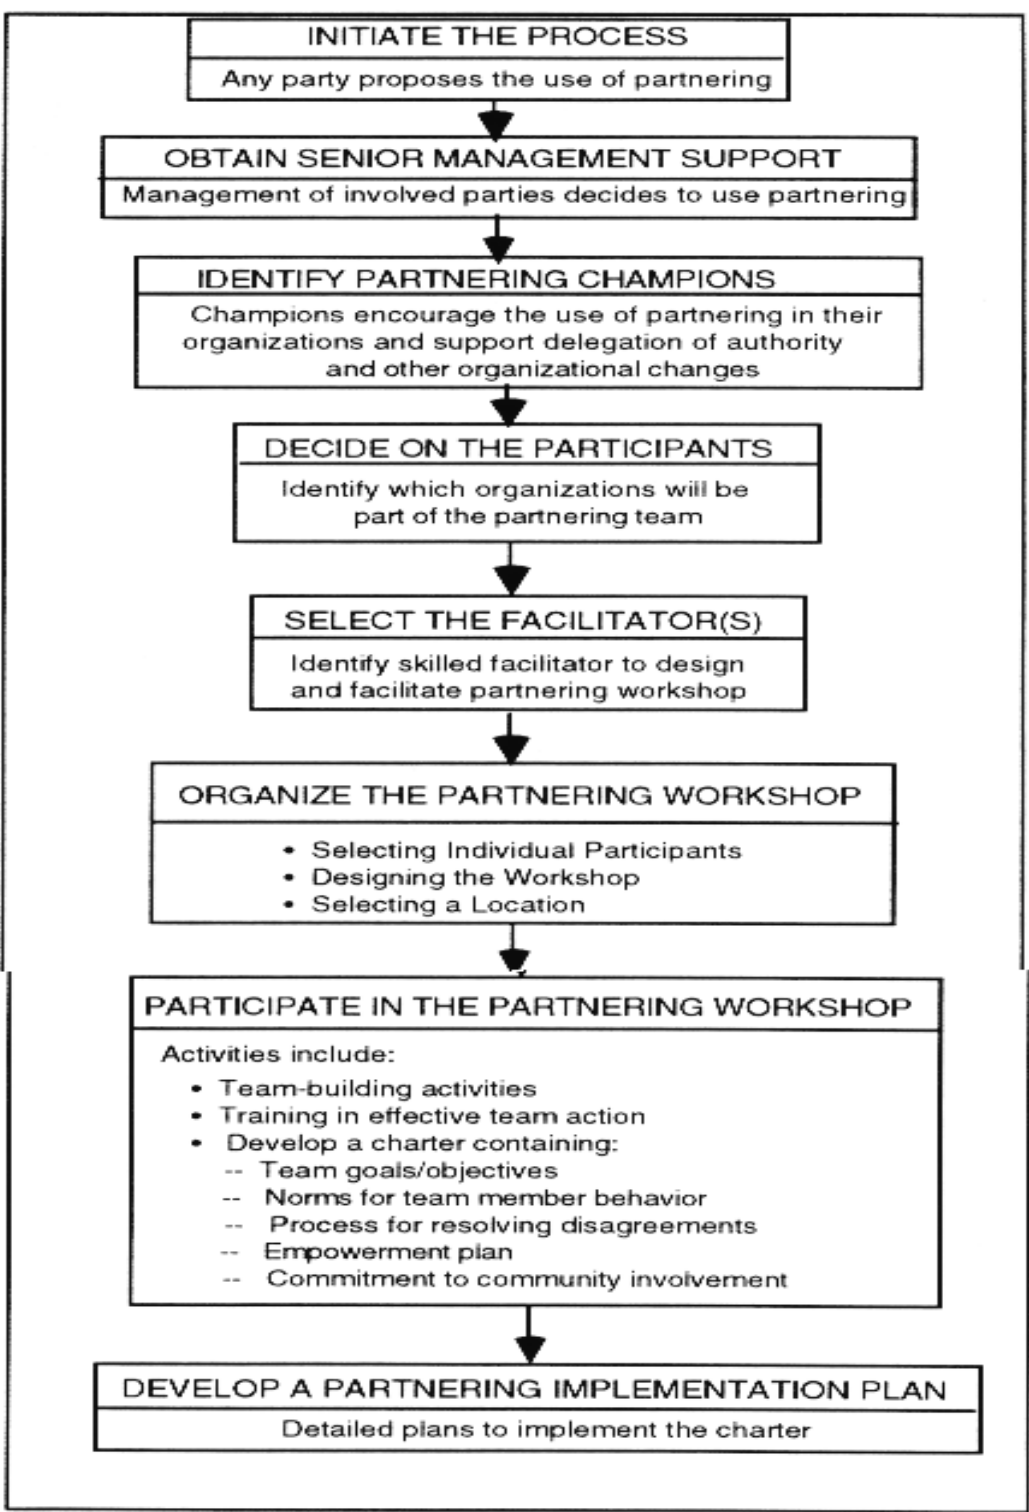 INITIATE THE PROCESS
Any party proposes the use of partnering
OBTAIN SENIOR MANAGEMENT SUPPORT
Management of involved parties decides to use partnering
IDENTIFY PARTNERING CHAMPIONS
Champions encourage the use of partnering in their
organizations and support delegation of authority
and other organizational changes
DECIDE ON THE PARTICIPANTS
Identify which organizations will be
part of the partnering team
SELECT THE FACILITATOR(S)
Identify skilled facilitator to design
and facilitate partnering workshop
ORGANIZE THE PARTNERING WORKSHOP
• Selecting Individual Participants
• Designing the Workshop
• Selecting a Location
PARTICIPATE IN THE PARTNERING WORKSHOP
Activities include:
• Team-building activities
• Training in effective team action
• Develop a charter containing:
-- Team goals/objectives
-- Norms for team member behavior
-- Process for resolving disagreements
-- Empowerment plan
-- Commitment to community involvement
DEVELOP A PARTNERING IMPLEMENTATION PLAN
Detailed plans to implement the charter